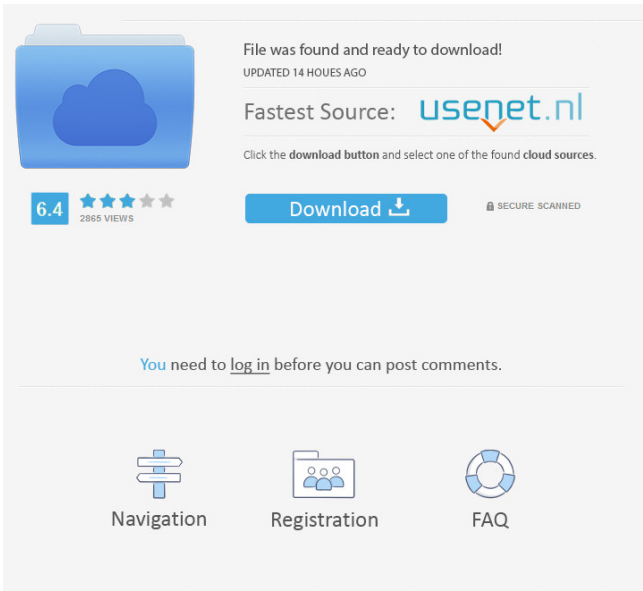 File was found and ready to download!
UPDATED 14 HOUES AGO
Fastest Source: usenet.nl
Click the download button and select one of the found cloud sources.
6.4
2865 VIEWS
Download
SECURE SCANNED
You need to log in before you can post comments.
Navigation
Registration
FAQ